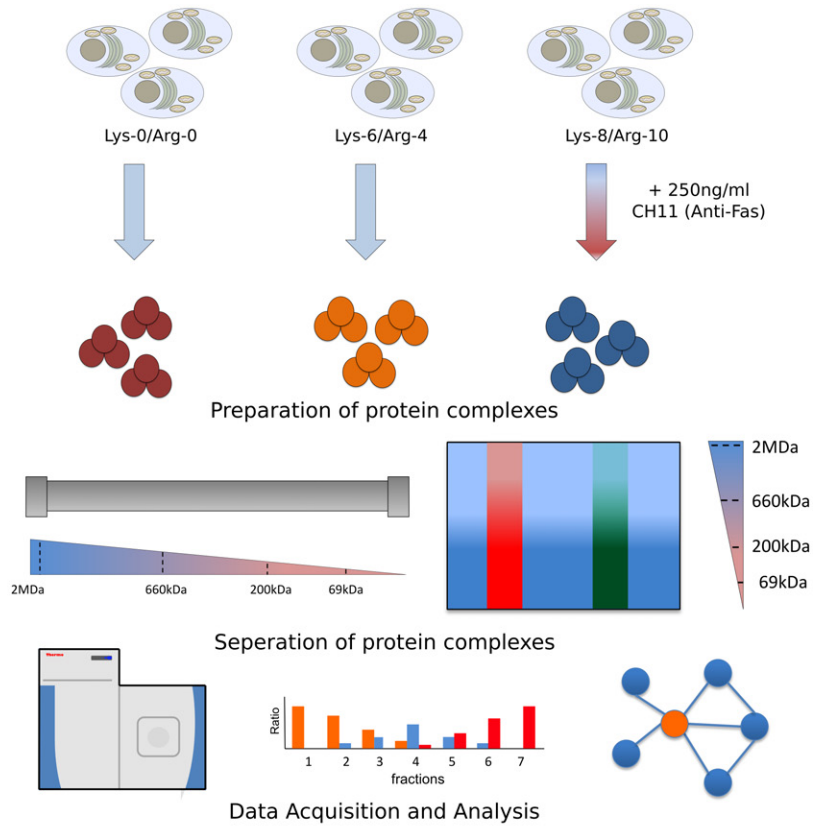 Lys-0/Arg-0
Lys-6/Arg-4
Lys-8/Arg-10
+ 250ng/ml
CH11 (Anti-Fas)
Preparation of protein complexes
2MDa
660kDa
200kDa
69kDa
2MDa
660kDa
200kDa
69kDa
Seperation of protein complexes
Thermo
Ratio
1 2 3 4 5 6 7
fractions
Data Acquisition and Analysis